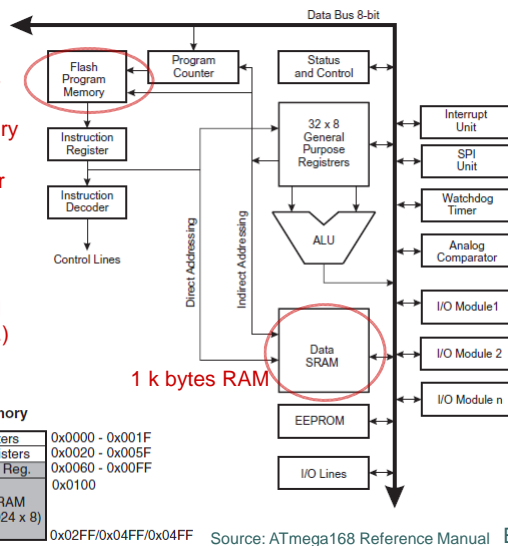 Data Bus 8-bit
Flash
Program
Memory
Program
Counter
Status
and Control
Instruction
Register
32 x 8
General
Purpose
Registrers
Interrupt
Unit
SPI
Unit
Instruction
Decoder
Watchdog
Timer
Control Lines
Direct Addressing
Indirect Addressing
ALU
Analog
Comparator
I/O Module1
Data
SRAM
I/O Module 2
1 k bytes RAM
I/O Module n
EEPROM
I/O Lines
0x0000 - 0x001F
0x0020 - 0x005F
Reg.
0x0060 - 0x00FF
0x0100
0x02FF/0x04FF/0x04FF
Source: ATmega168 Reference Manual